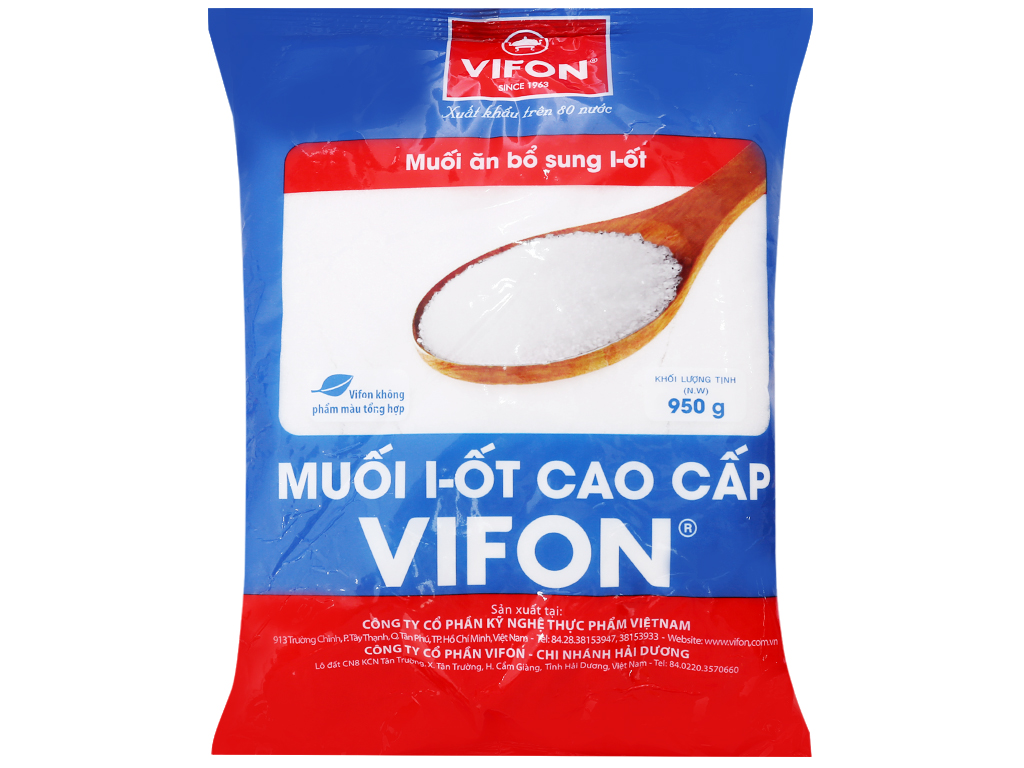 VIFON®
SINCE 1963
Xuất khẩu trên 80 nước
Muối ăn bổ sung I-ốt
Vifon không
phẩm màu tổng hợp
KHỐI LƯỢNG TỊNH
(N.W)
950 g
MUỐI I-ỐT CAO CẤP
VIFON®
Sản xuất tại:
CÔNG TY CỔ PHẦN KỸ NGHỆ THỰC PHẨM VIỆT NAM
913 Trường Chinh, P. Tây Thạnh, Q. Tân Phú, TP. Hồ Chí Minh, Việt Nam - Tel: 84.28.38153947, 38153933 - Website: www.vifon.com.vn
CÔNG TY CỔ PHẦN VIFON - CHI NHÁNH HẢI DƯƠNG
Lô đất CN8 KCN Tân Trường, X. Tân Trường, H. Cẩm Giàng, Tỉnh Hải Dương, Việt Nam - Tel: 84.0220.3570660